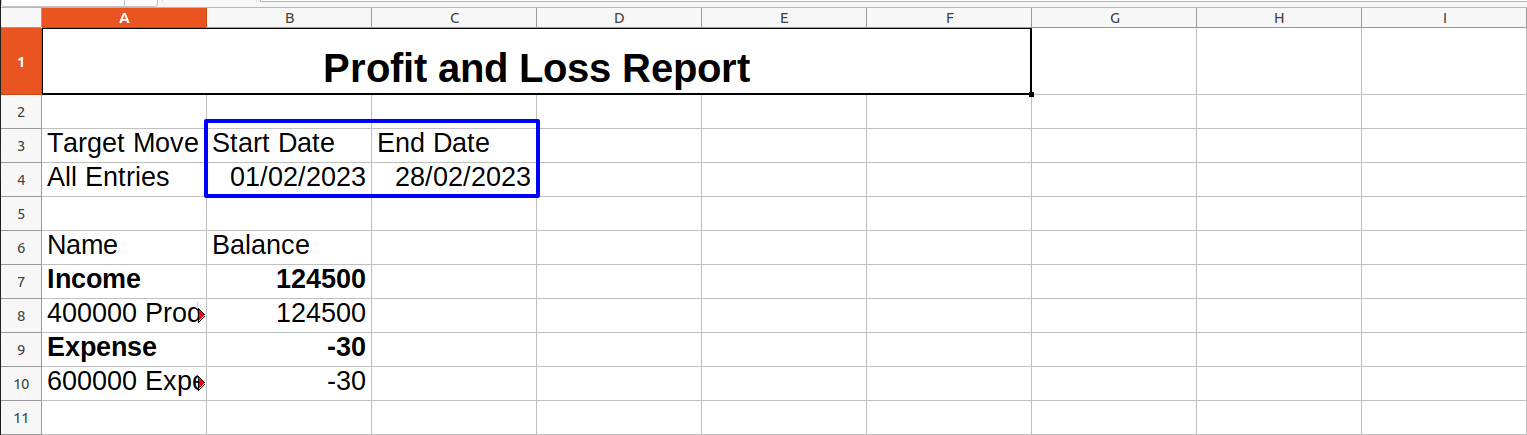 A B C D E F G H I
1 Profit and Loss Report
2
3 Target Move Start Date End Date
4 All Entries 01/02/2023 28/02/2023
5
6 Name Balance
7 Income 124500
8 400000 Prod 124500
9 Expense -30
10 600000 Expe -30
11